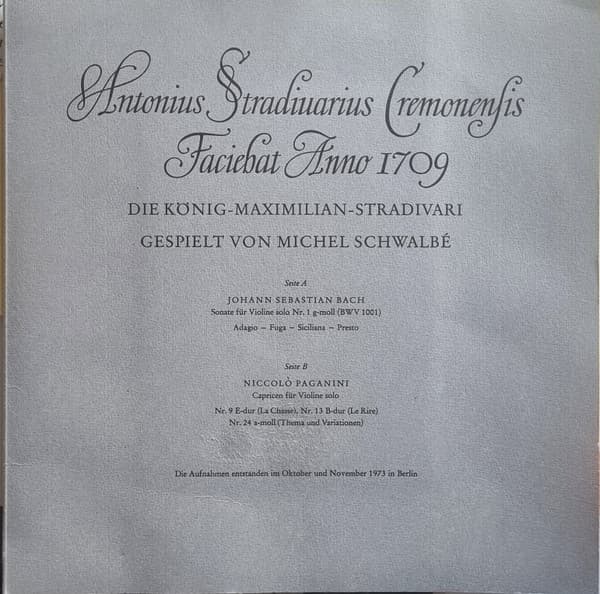 Antonius Stradiuarius Cremonensis
Faciebat Anno 1709
DIE KÖNIG-MAXIMILIAN-STRADIVARI
GESPIELT VON MICHEL SCHWALBÉ
Seite A
JOHANN SEBASTIAN BACH
Sonate für Violine solo Nr. 1 g-moll (BWV 1001)
Adagio – Fuga – Siciliana – Presto
Seite B
NICCOLÒ PAGANINI
Capricen für Violine solo
Nr. 9 E-dur (La Chasse), Nr. 13 B-dur (Le Rire)
Nr. 24 a-moll (Thema und Variationen)
Die Aufnahmen entstanden im Oktober und November 1973 in Berlin